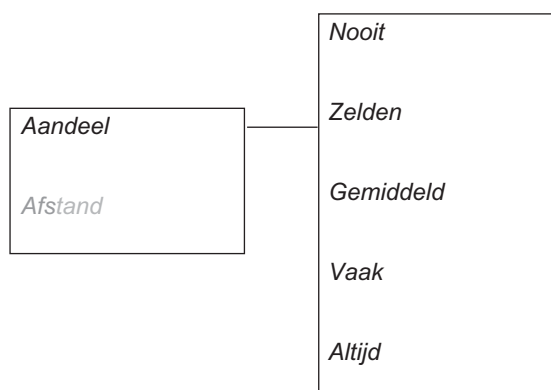 Aandeel
Afstand
Nooit
Zelden
Gemiddeld
Vaak
Altijd